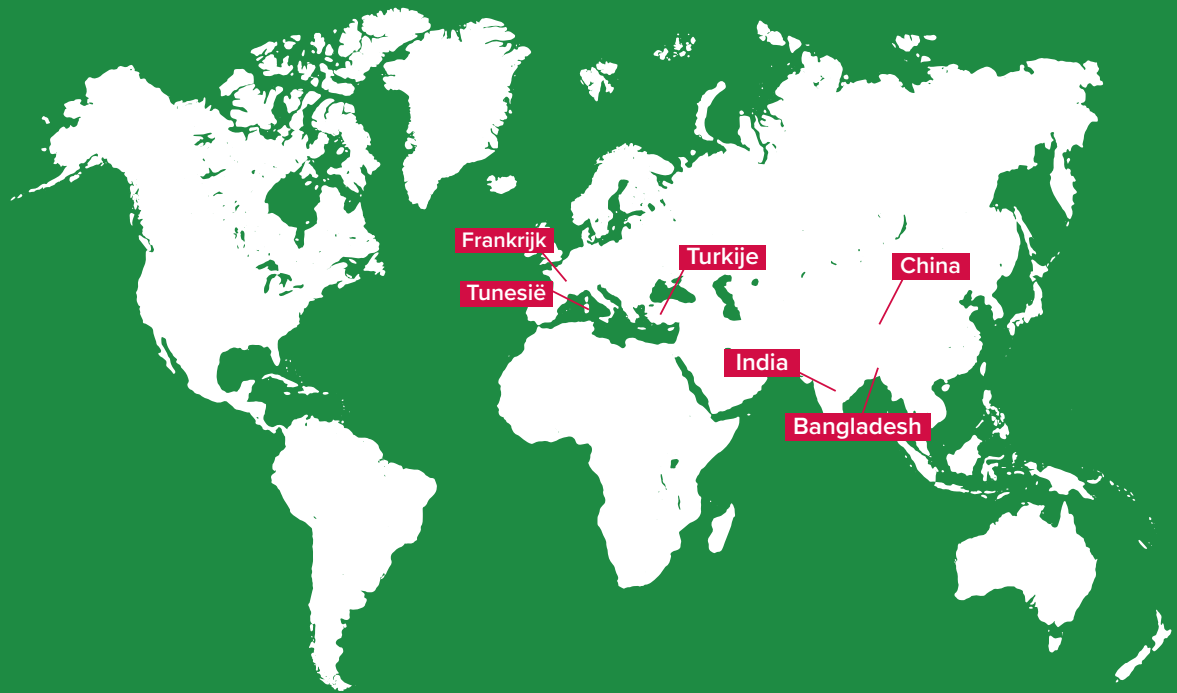 Frankrijk
Turkije
China
Tunesië
India
Bangladesh